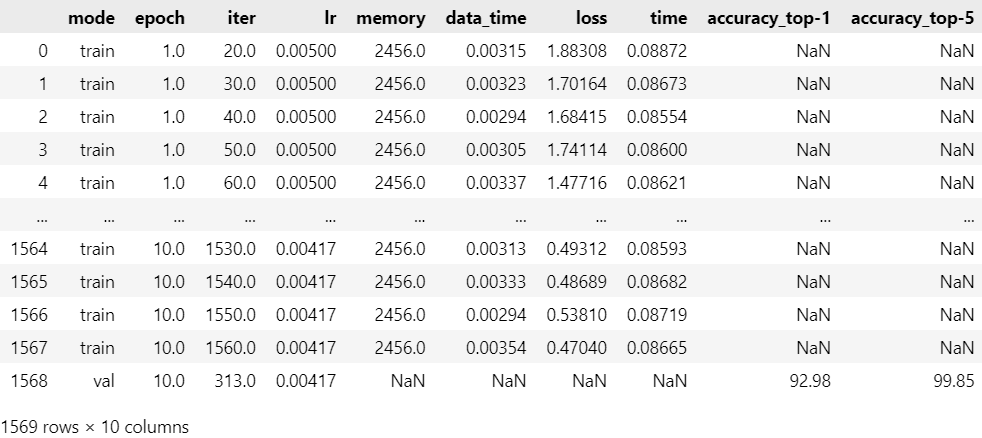 mode epoch iter lr memory data_time loss time accuracy_top-1 accuracy_top-5
0 train 1.0 20.0 0.00500 2456.0 0.00315 1.88308 0.08872 NaN NaN
1 train 1.0 30.0 0.00500 2456.0 0.00323 1.70164 0.08673 NaN NaN
2 train 1.0 40.0 0.00500 2456.0 0.00294 1.68415 0.08554 NaN NaN
3 train 1.0 50.0 0.00500 2456.0 0.00305 1.74114 0.08600 NaN NaN
4 train 1.0 60.0 0.00500 2456.0 0.00337 1.47716 0.08621 NaN NaN
... ... ... ... ... ... ... ... ... ... ...
1564 train 10.0 1530.0 0.00417 2456.0 0.00313 0.49312 0.08593 NaN NaN
1565 train 10.0 1540.0 0.00417 2456.0 0.00333 0.48689 0.08682 NaN NaN
1566 train 10.0 1550.0 0.00417 2456.0 0.00294 0.53810 0.08719 NaN NaN
1567 train 10.0 1560.0 0.00417 2456.0 0.00354 0.47040 0.08665 NaN NaN
1568 val 10.0 313.0 0.00417 NaN NaN NaN NaN 92.98 99.85
1569 rows × 10 columns